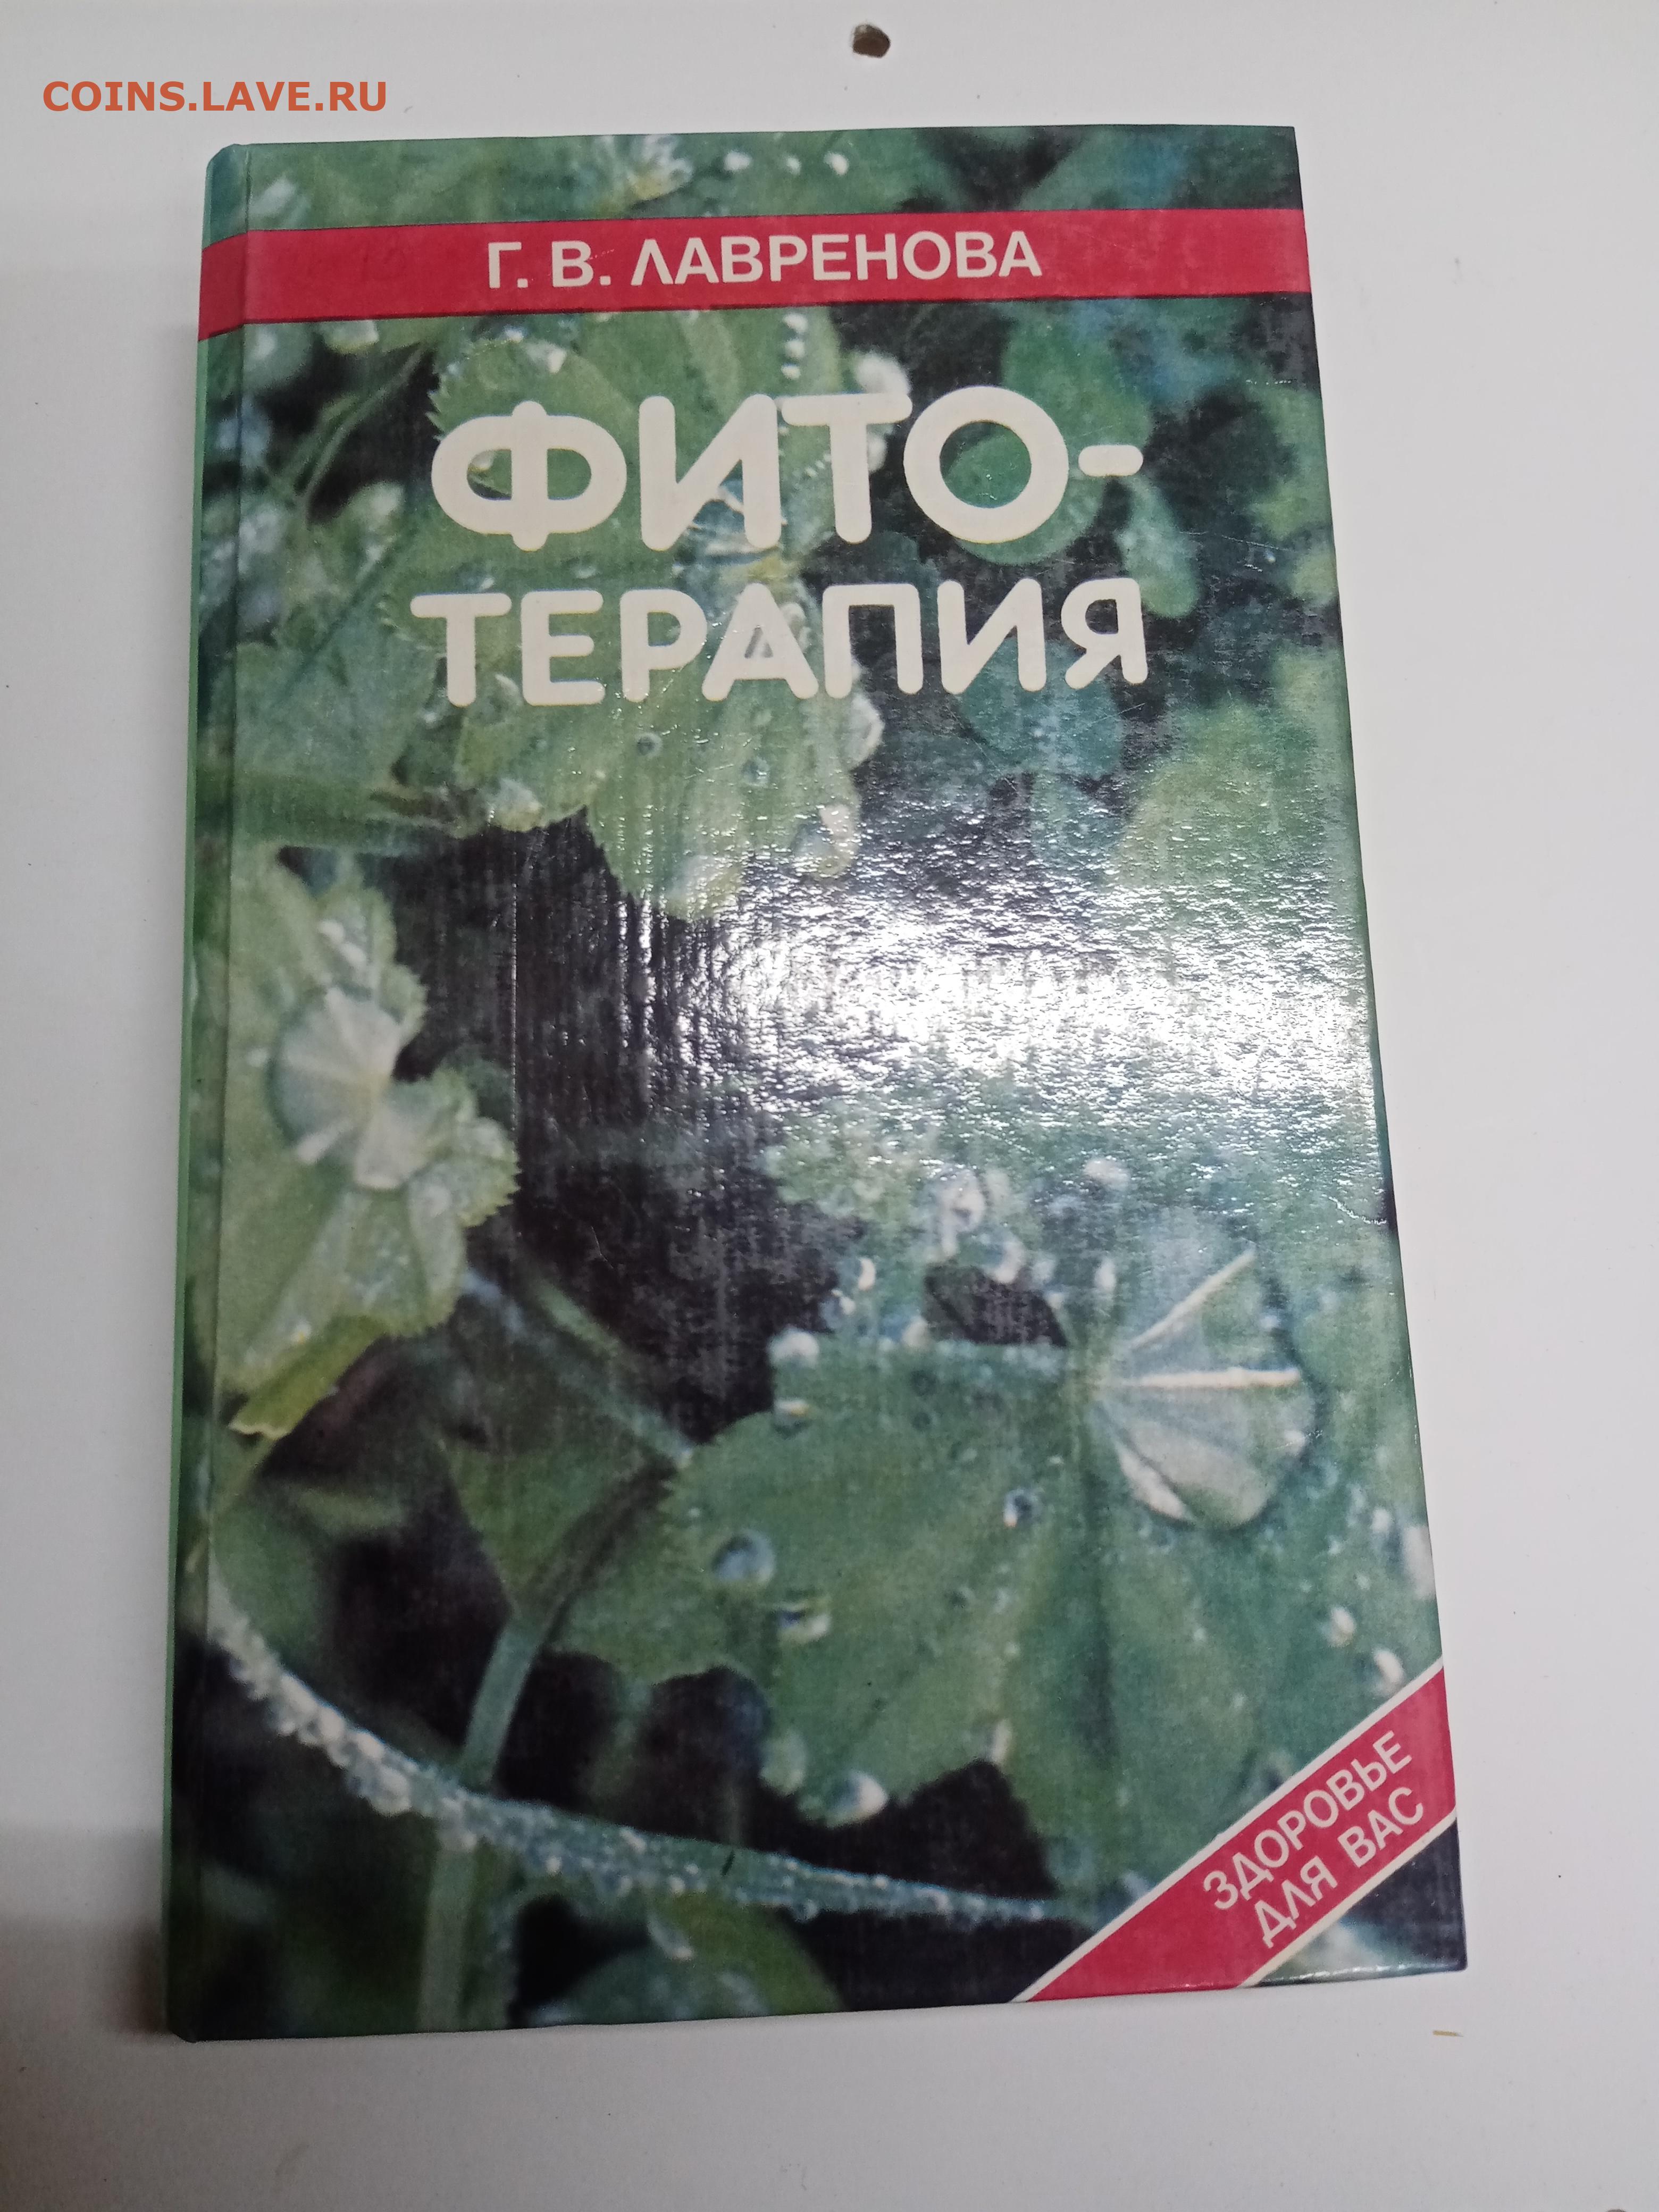 COINS.LAVE.RU
Г. В. ЛАВРЕНОВА
ФИТО-
ТЕРАПИЯ
ЗДОРОВЬЕ
ДЛЯ ВАС